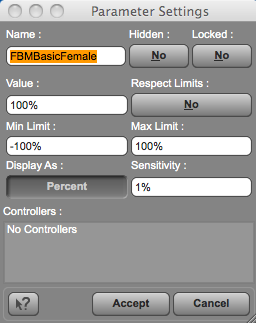 Parameter Settings
Name : Hidden : Locked :
FBMBasicFemale No No
Value : Respect Limits :
100% No
Min Limit : Max Limit :
-100% 100%
Display As : Sensitivity :
Percent 1%
Controllers :
No Controllers
? Accept Cancel